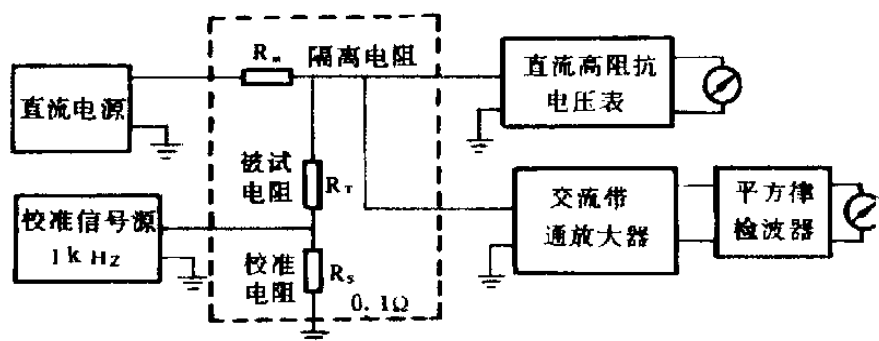 Rm
隔离电阻
直流高阻抗
电压表
直流电源
被试
电阻
RT
交流带
通放大器
平方律
检波器
校准信号源
1kHz
校准
电阻
RS
0.1Ω